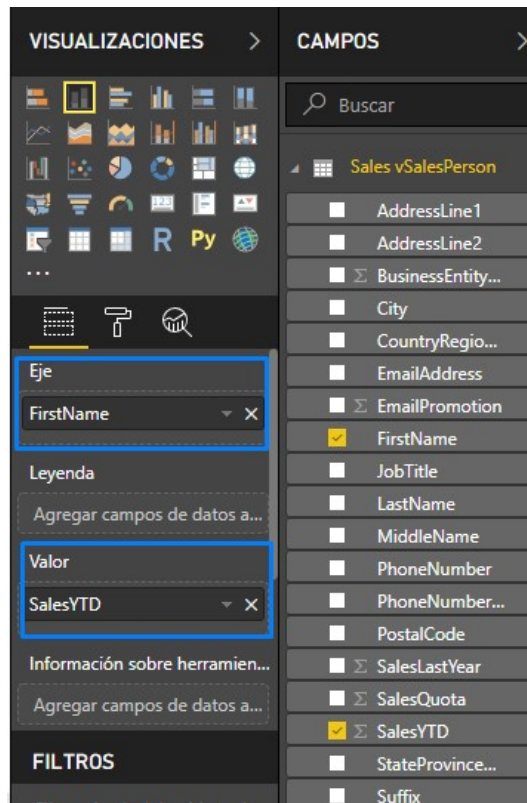 VISUALIZACIONES
R Py
...
Eje
FirstName
Leyenda
Agregar campos de datos a...
Valor
SalesYTD
Información sobre herramien...
Agregar campos de datos a...
FILTROS
CAMPOS
Buscar
Sales vSalesPerson
AddressLine1
AddressLine2
Σ BusinessEntity...
City
CountryRegio...
EmailAddress
Σ EmailPromotion
FirstName
JobTitle
LastName
MiddleName
PhoneNumber
PhoneNumber...
PostalCode
Σ SalesLastYear
Σ SalesQuota
Σ SalesYTD
StateProvince...
Suffix